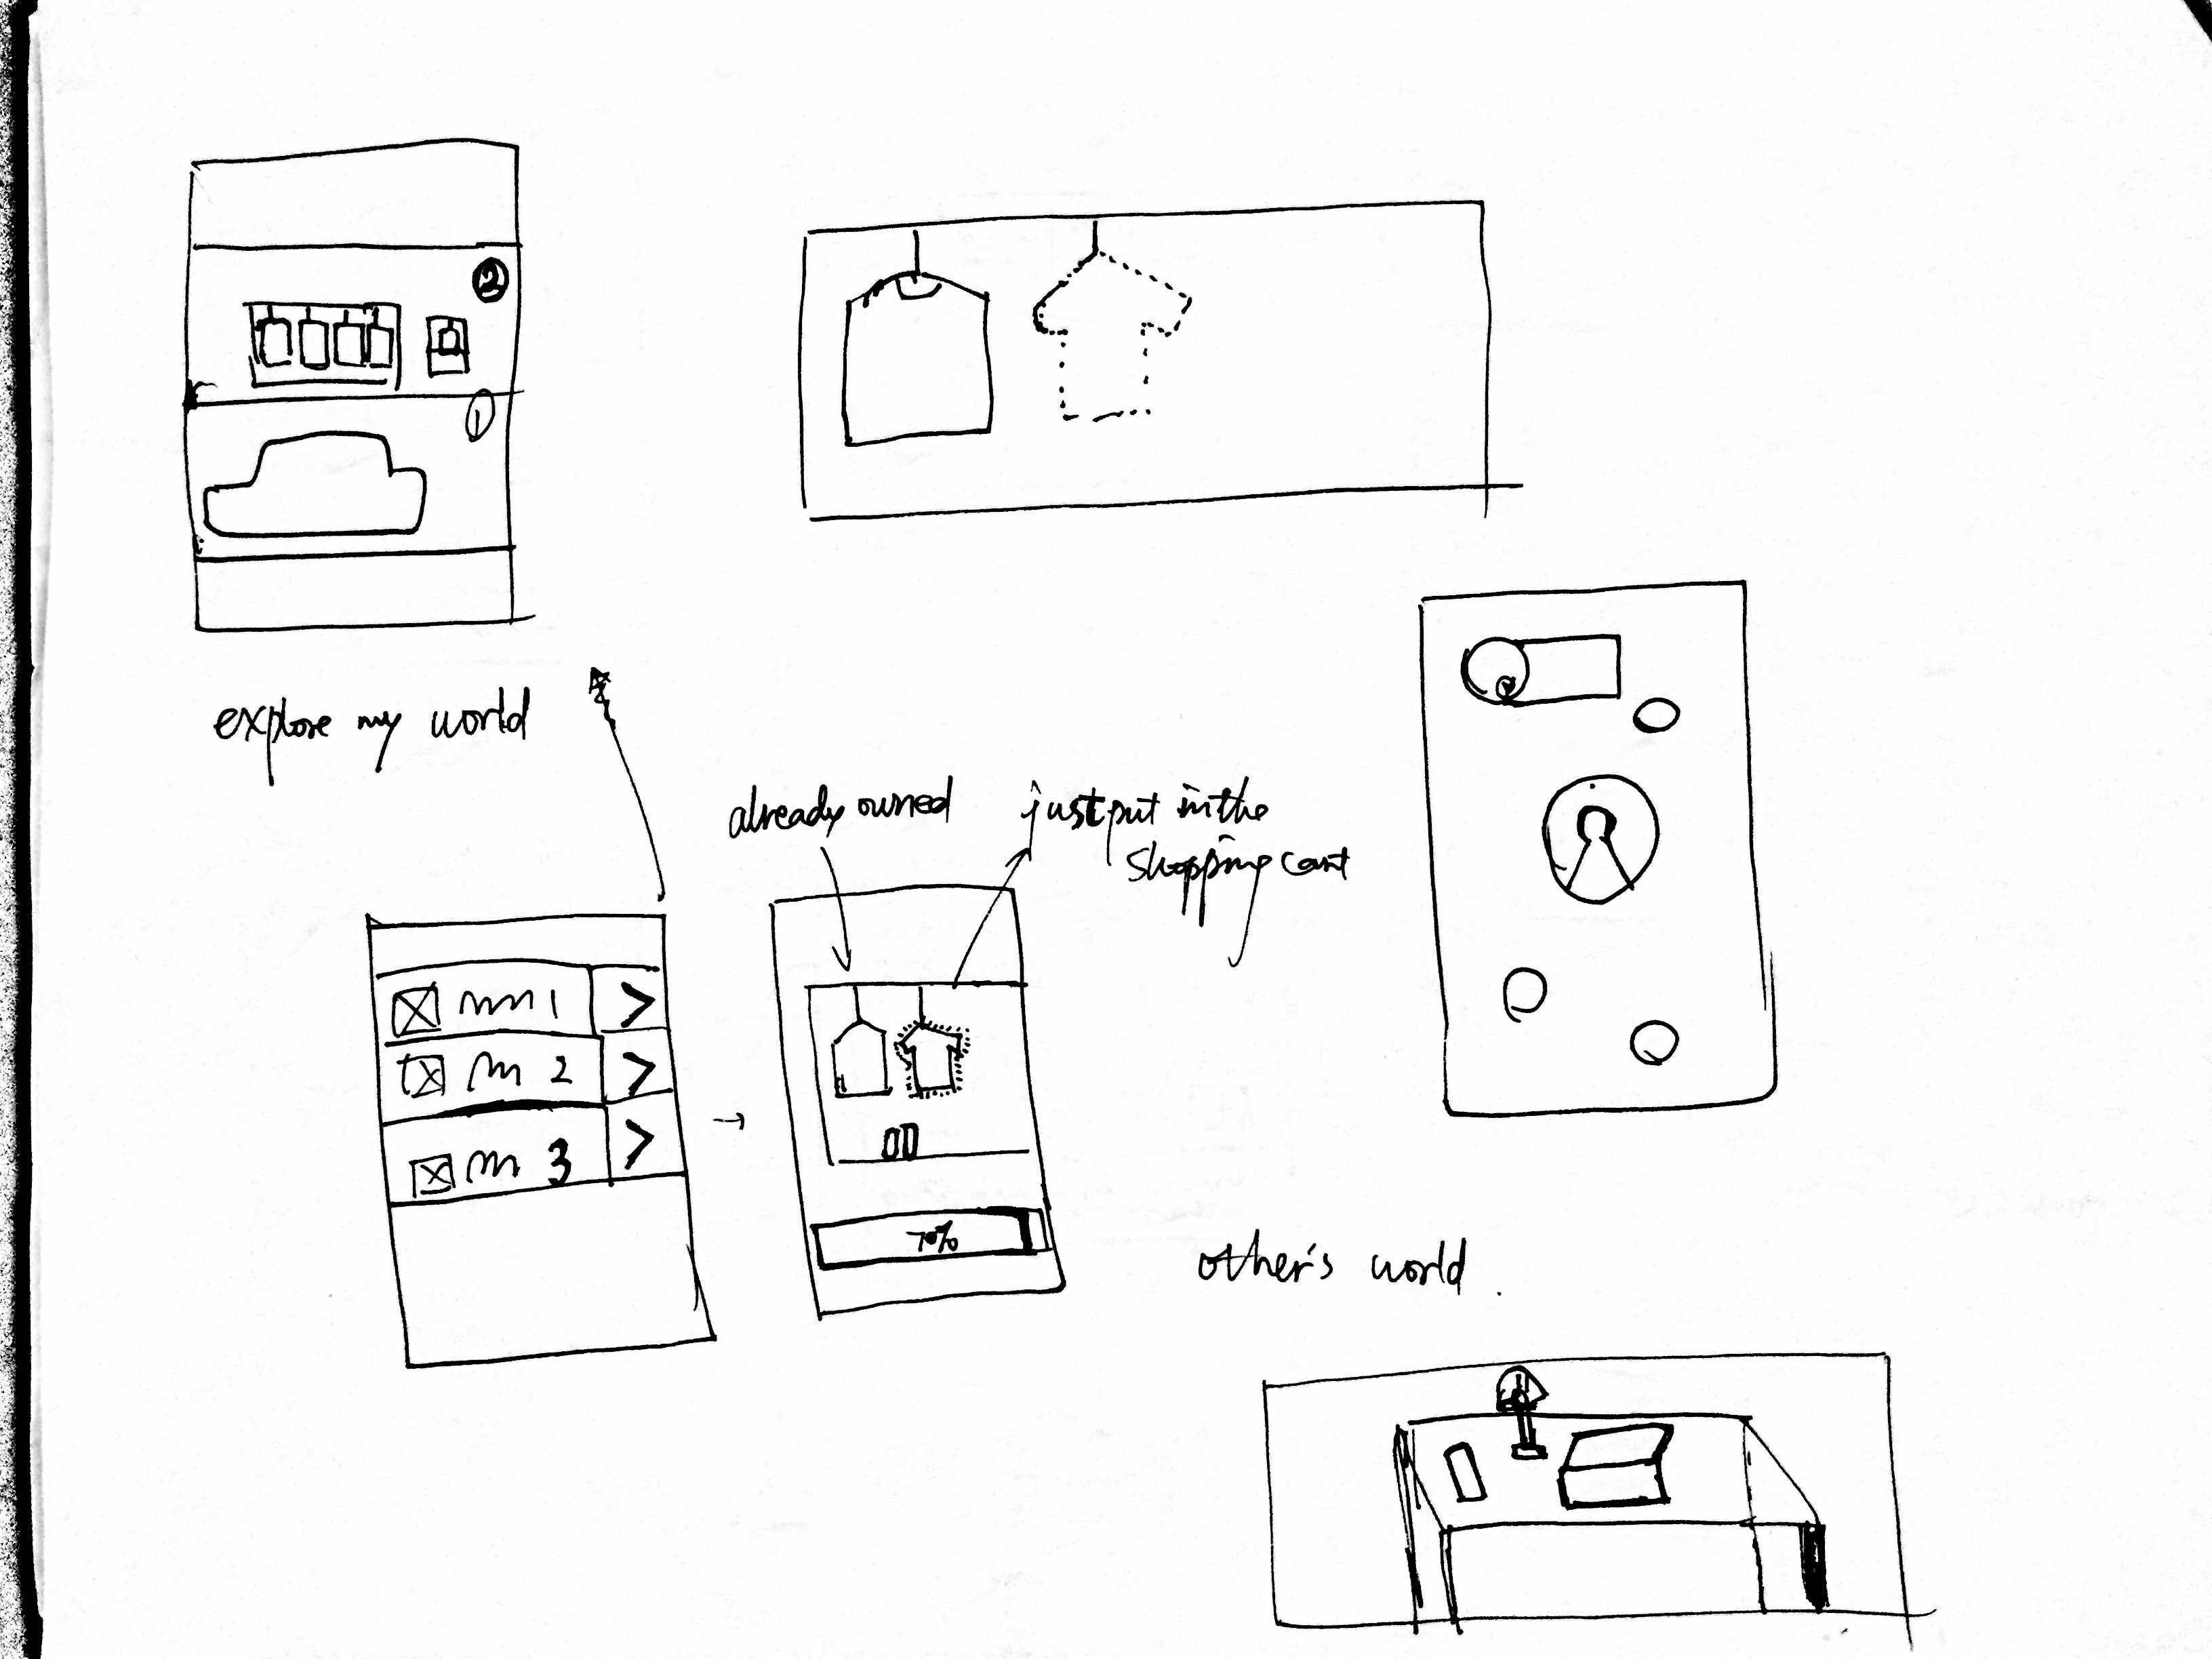 ②
①
explore my world
already owned
just put in the
shopping cart
1
2
3
70%
other's world.